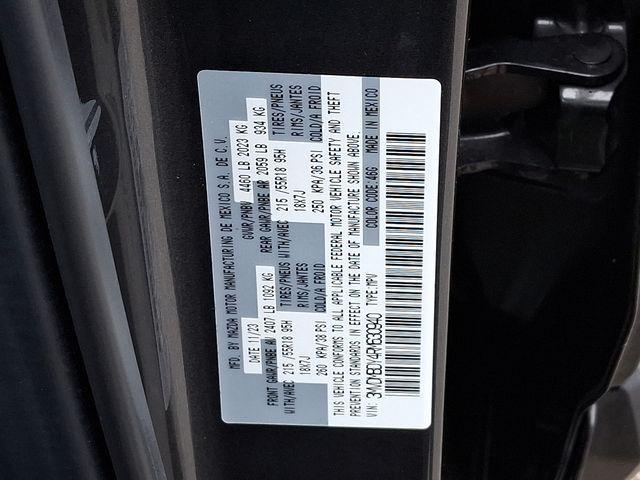 MFD. BY MAZDA MOTOR MANUFACTURING DE MEXICO S.A. DE C.V.
DATE 11/23 GVWR/PNBV 4460 LB 2023 KG
FRONT GAWR/PNBE AV 2407 LB 1092 KG REAR GAWR/PNBE AR 2059 LB 934 KG
WITH/AVEC 215 /55R18 95H TIRES/PNEUS WITH/AVEC 215 /55R18 95H TIRES/PNEUS
18X7J RIMS/JANTES 18X7J RIMS/JANTES
260 KPA/38 PSI COLD/A FROID 250 KPA/36 PSI COLD/A FROID
THIS VEHICLE CONFORMS TO ALL APPLICABLE FEDERAL MOTOR VEHICLE SAFETY AND THEFT
PREVENTION STANDARDS IN EFFECT ON THE DATE OF MANUFACTURE SHOWN ABOVE.
VIN: TYPE: MPV COLOR CODE:46G MADE IN MEXICO